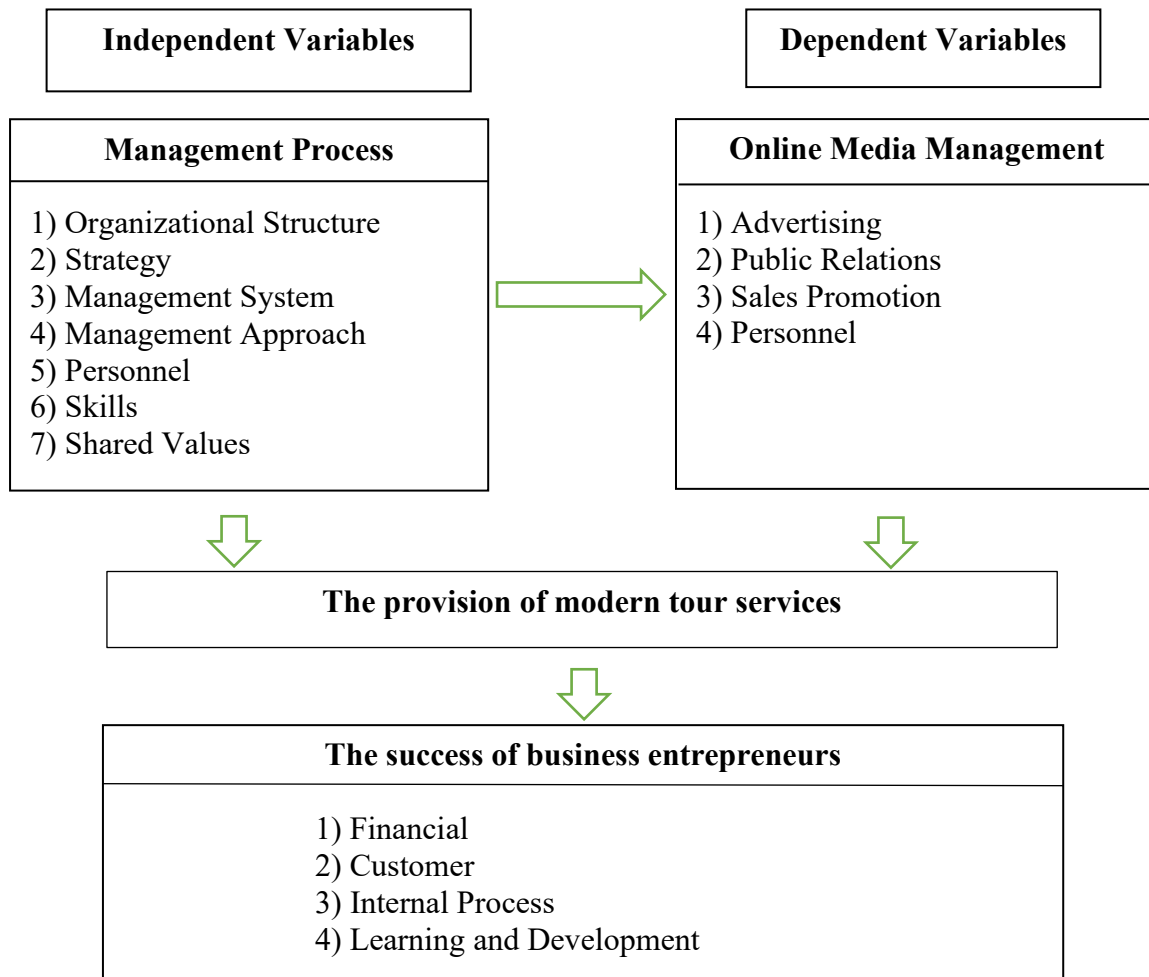 Independent Variables
Dependent Variables
Management Process
1) Organizational Structure
2) Strategy
3) Management System
4) Management Approach
5) Personnel
6) Skills
7) Shared Values
Online Media Management
1) Advertising
2) Public Relations
3) Sales Promotion
4) Personnel
The provision of modern tour services
The success of business entrepreneurs
1) Financial
2) Customer
3) Internal Process
4) Learning and Development